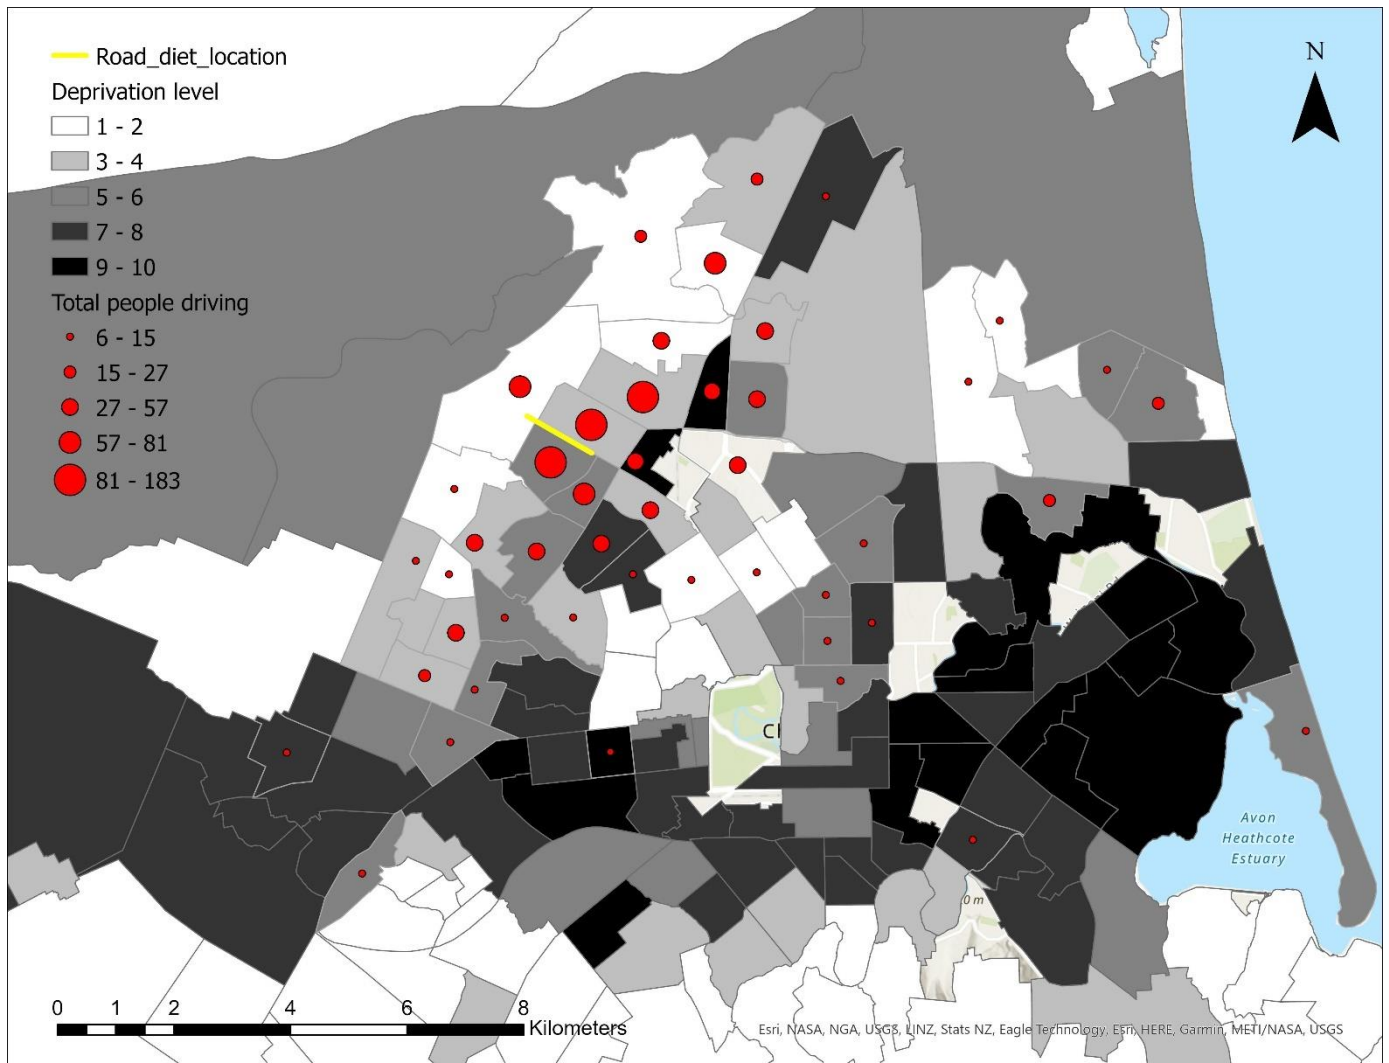 Road_diet_location
Deprivation level
1 - 2
3 - 4
5 - 6
7 - 8
9 - 10
Total people driving
6 - 15
15 - 27
27 - 57
57 - 81
81 - 183
N
Avon
Heathcote
Estuary
0 m
0 1 2 4 6 8
Kilometers
Esri, NASA, NGA, USGS, LINZ, Stats NZ, Eagle Technology, Esri, HERE, Garmin, METI/NASA, USGS